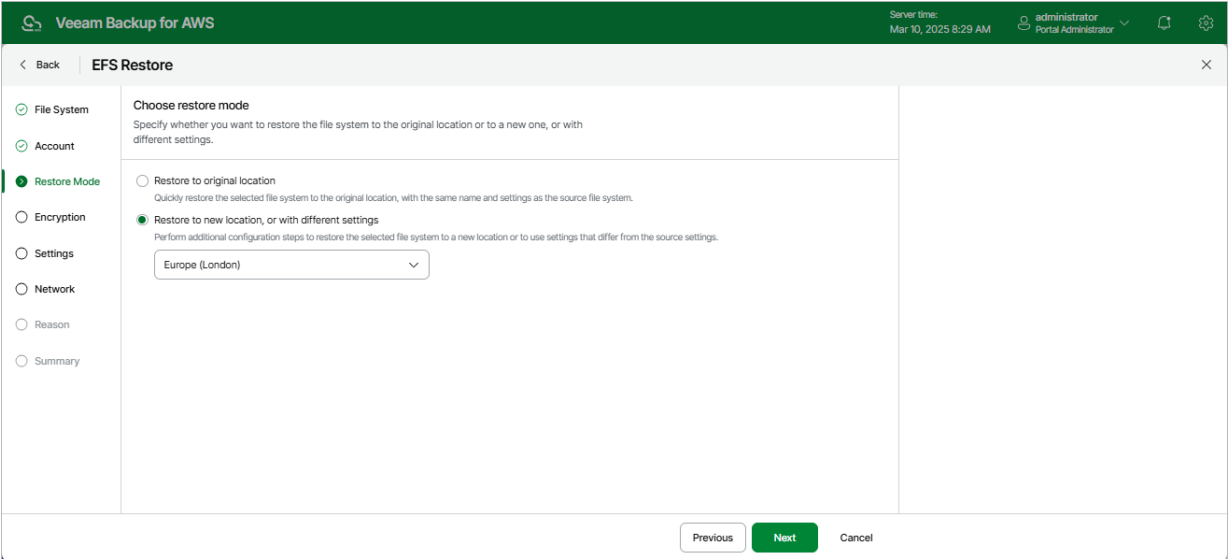 Veeam Backup for AWS
Server time:
Mar 10, 2025 8:29 AM
administrator
Portal Administrator
Back
EFS Restore
File System
Account
Restore Mode
Encryption
Settings
Network
Reason
Summary
Choose restore mode
Specify whether you want to restore the file system to the original location or to a new one, or with
different settings.
Restore to original location
Quickly restore the selected file system to the original location, with the same name and settings as the source file system.
Restore to new location, or with different settings
Perform additional configuration steps to restore the selected file system to a new location or to use settings that differ from the source settings.
Europe (London)
Previous
Next
Cancel